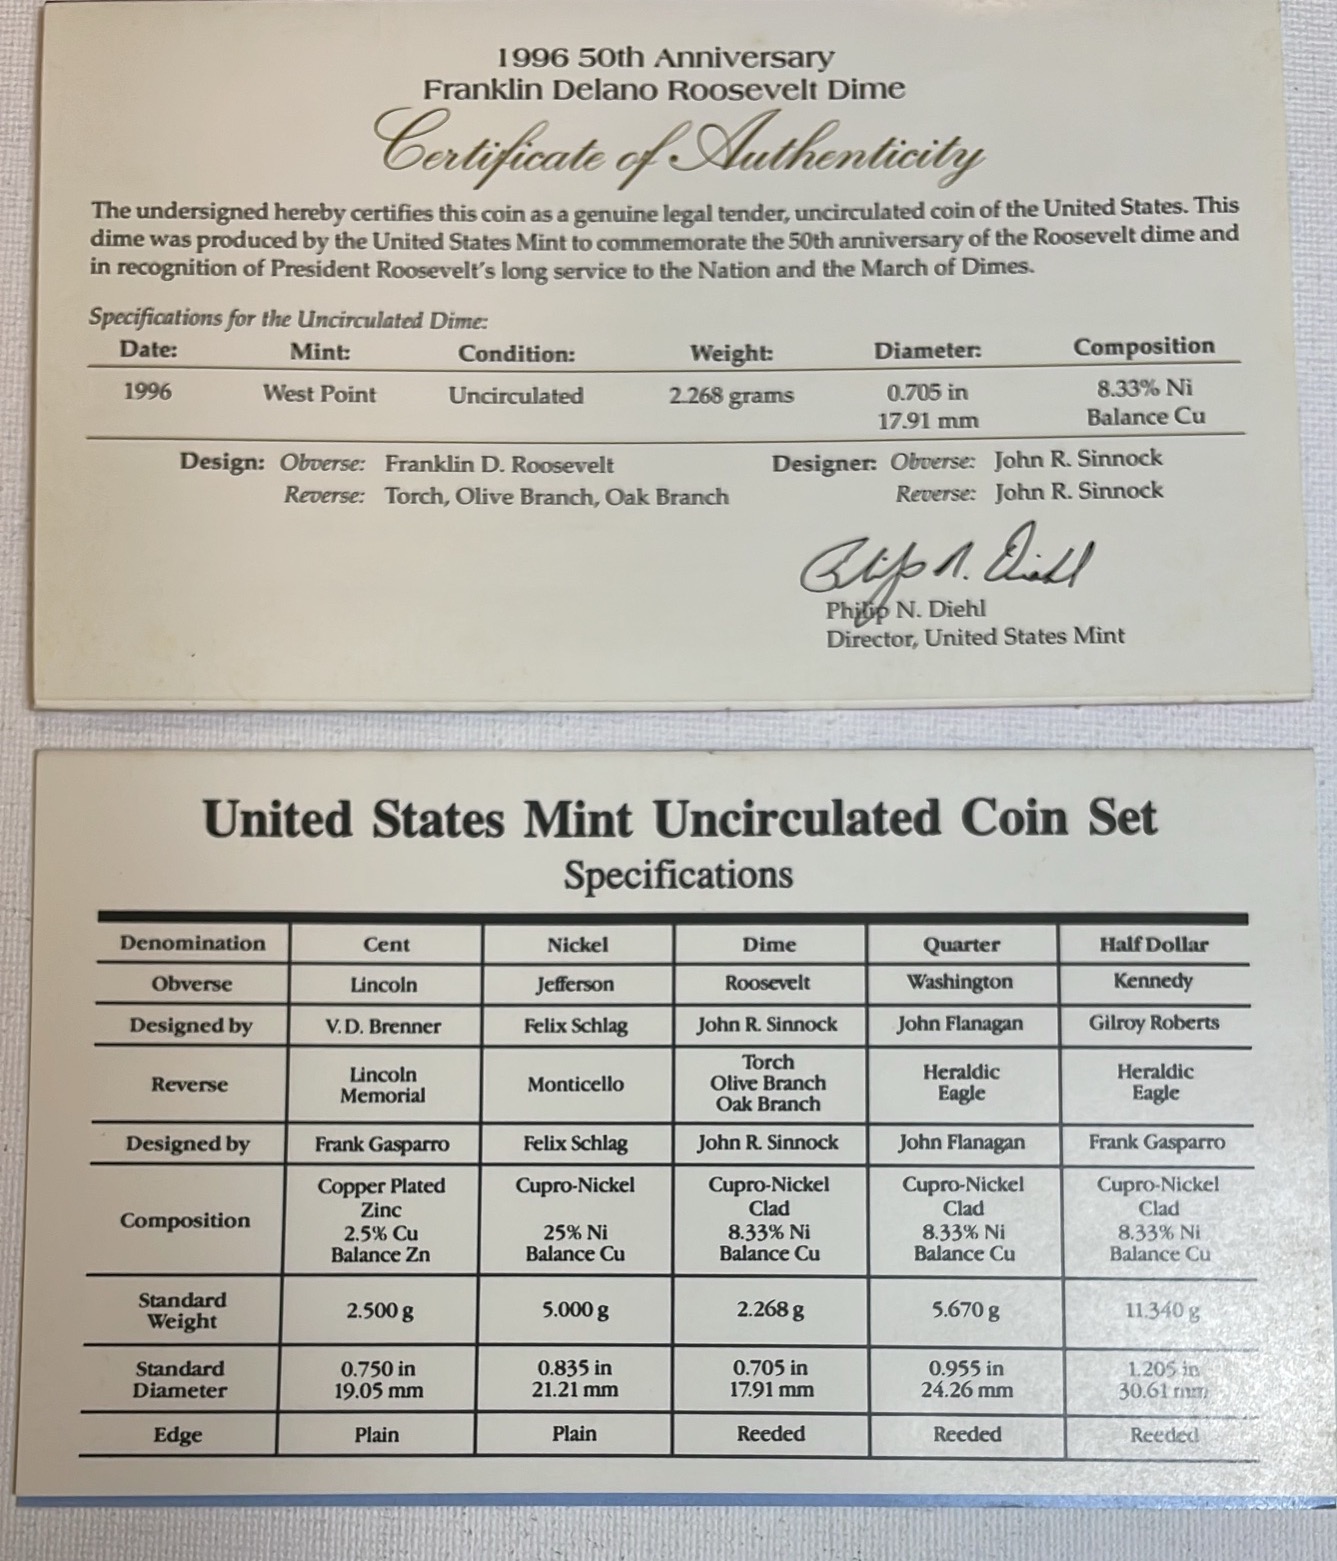 1996 50th Anniversary
Franklin Delano Roosevelt Dime
Certificate of Authenticity
The undersigned hereby certifies this coin as a genuine legal tender, uncirculated coin of the United States. This
dime was produced by the United States Mint to commemorate the 50th anniversary of the Roosevelt dime and
in recognition of President Roosevelt's long service to the Nation and the March of Dimes.
Specifications for the Uncirculated Dime:
Date: Mint: Condition: Weight: Diameter: Composition
1996 West Point Uncirculated 2.268 grams 0.705 in 8.33% Ni
17.91 mm Balance Cu
Design: Obverse: Franklin D. Roosevelt Designer: Obverse: John R. Sinnock
Reverse: Torch, Olive Branch, Oak Branch Reverse: John R. Sinnock
Philip N. Diehl
Philip N. Diehl
Director, United States Mint
United States Mint Uncirculated Coin Set
Specifications
Denomination Cent Nickel Dime Quarter Half Dollar
Obverse Lincoln Jefferson Roosevelt Washington Kennedy
Designed by V.D. Brenner Felix Schlag John R. Sinnock John Flanagan Gilroy Roberts
Reverse Lincoln Memorial Monticello Torch Olive Branch Oak Branch Heraldic Eagle Heraldic Eagle
Designed by Frank Gasparro Felix Schlag John R. Sinnock John Flanagan Frank Gasparro
Composition Copper Plated Zinc 2.5% Cu Balance Zn Cupro-Nickel 25% Ni Balance Cu Cupro-Nickel Clad 8.33% Ni Balance Cu Cupro-Nickel Clad 8.33% Ni Balance Cu Cupro-Nickel Clad 8.33% Ni Balance Cu
Standard Weight 2.500 g 5.000 g 2.268 g 5.670 g 11.340 g
Standard Diameter 0.750 in 19.05 mm 0.835 in 21.21 mm 0.705 in 17.91 mm 0.955 in 24.26 mm 1.205 in 30.61 mm
Edge Plain Plain Reeded Reeded Reeded